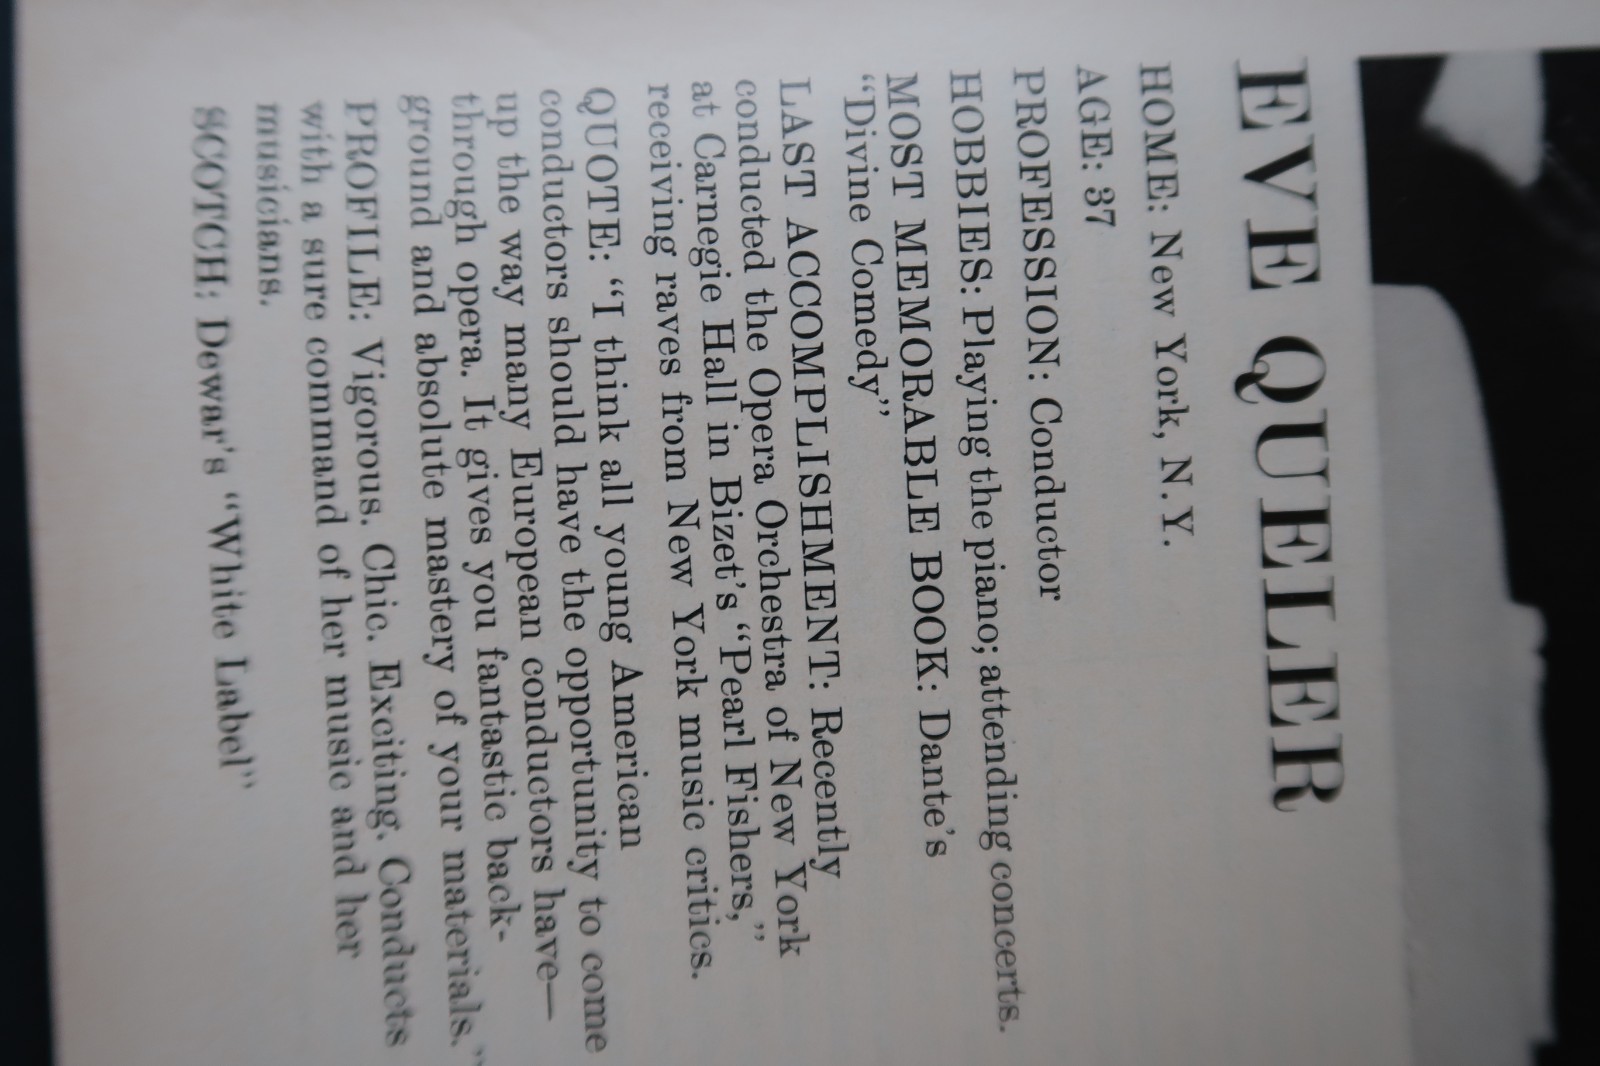 EVE QUELER
HOME: New York, N.Y.
AGE: 37
PROFESSION: Conductor
HOBBIES: Playing the piano; attending concerts.
MOST MEMORABLE BOOK: Dante's
“Divine Comedy”
LAST ACCOMPLISHMENT: Recently
conducted the Opera Orchestra of New York
at Carnegie Hall in Bizet's “Pearl Fishers,”
receiving raves from New York music critics.
QUOTE: “I think all young American
conductors should have the opportunity to come
up the way many European conductors have—
through opera. It gives you fantastic back-
ground and absolute mastery of your materials.”
PROFILE: Vigorous. Chic. Exciting. Conducts
with a sure command of her music and her
musicians.
SCOTCH: Dewar's “White Label”